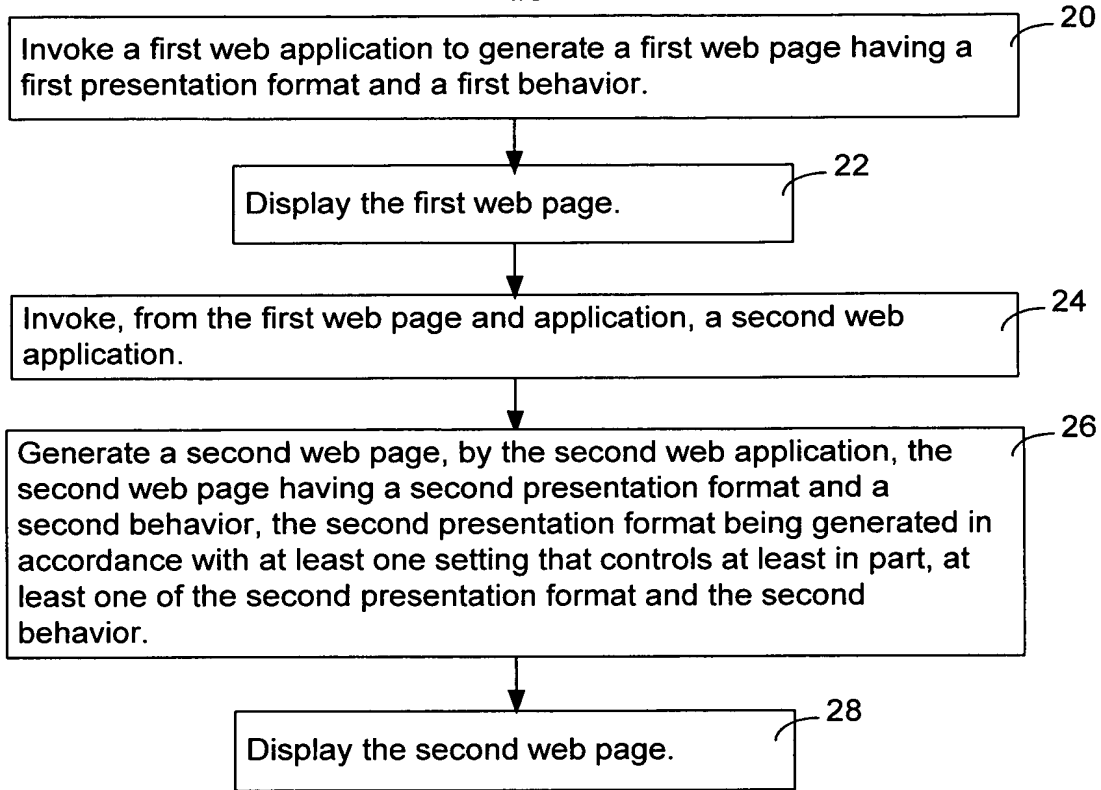 20
Invoke a first web application to generate a first web page having a
first presentation format and a first behavior.
22
Display the first web page.
24
Invoke, from the first web page and application, a second web
application.
26
Generate a second web page, by the second web application, the
second web page having a second presentation format and a
second behavior, the second presentation format being generated in
accordance with at least one setting that controls at least in part, at
least one of the second presentation format and the second
behavior.
28
Display the second web page.